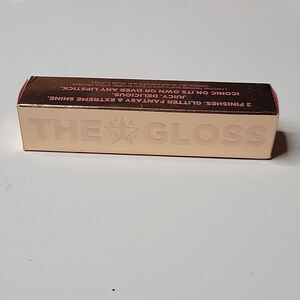 2 FINISHES. GLITTER FANTASY & EXTREME SHINE.
JUICY. DELICIOUS.
ICONIC ON ITS OWN OR OVER ANY LIPSTICK.
THE GLOSS